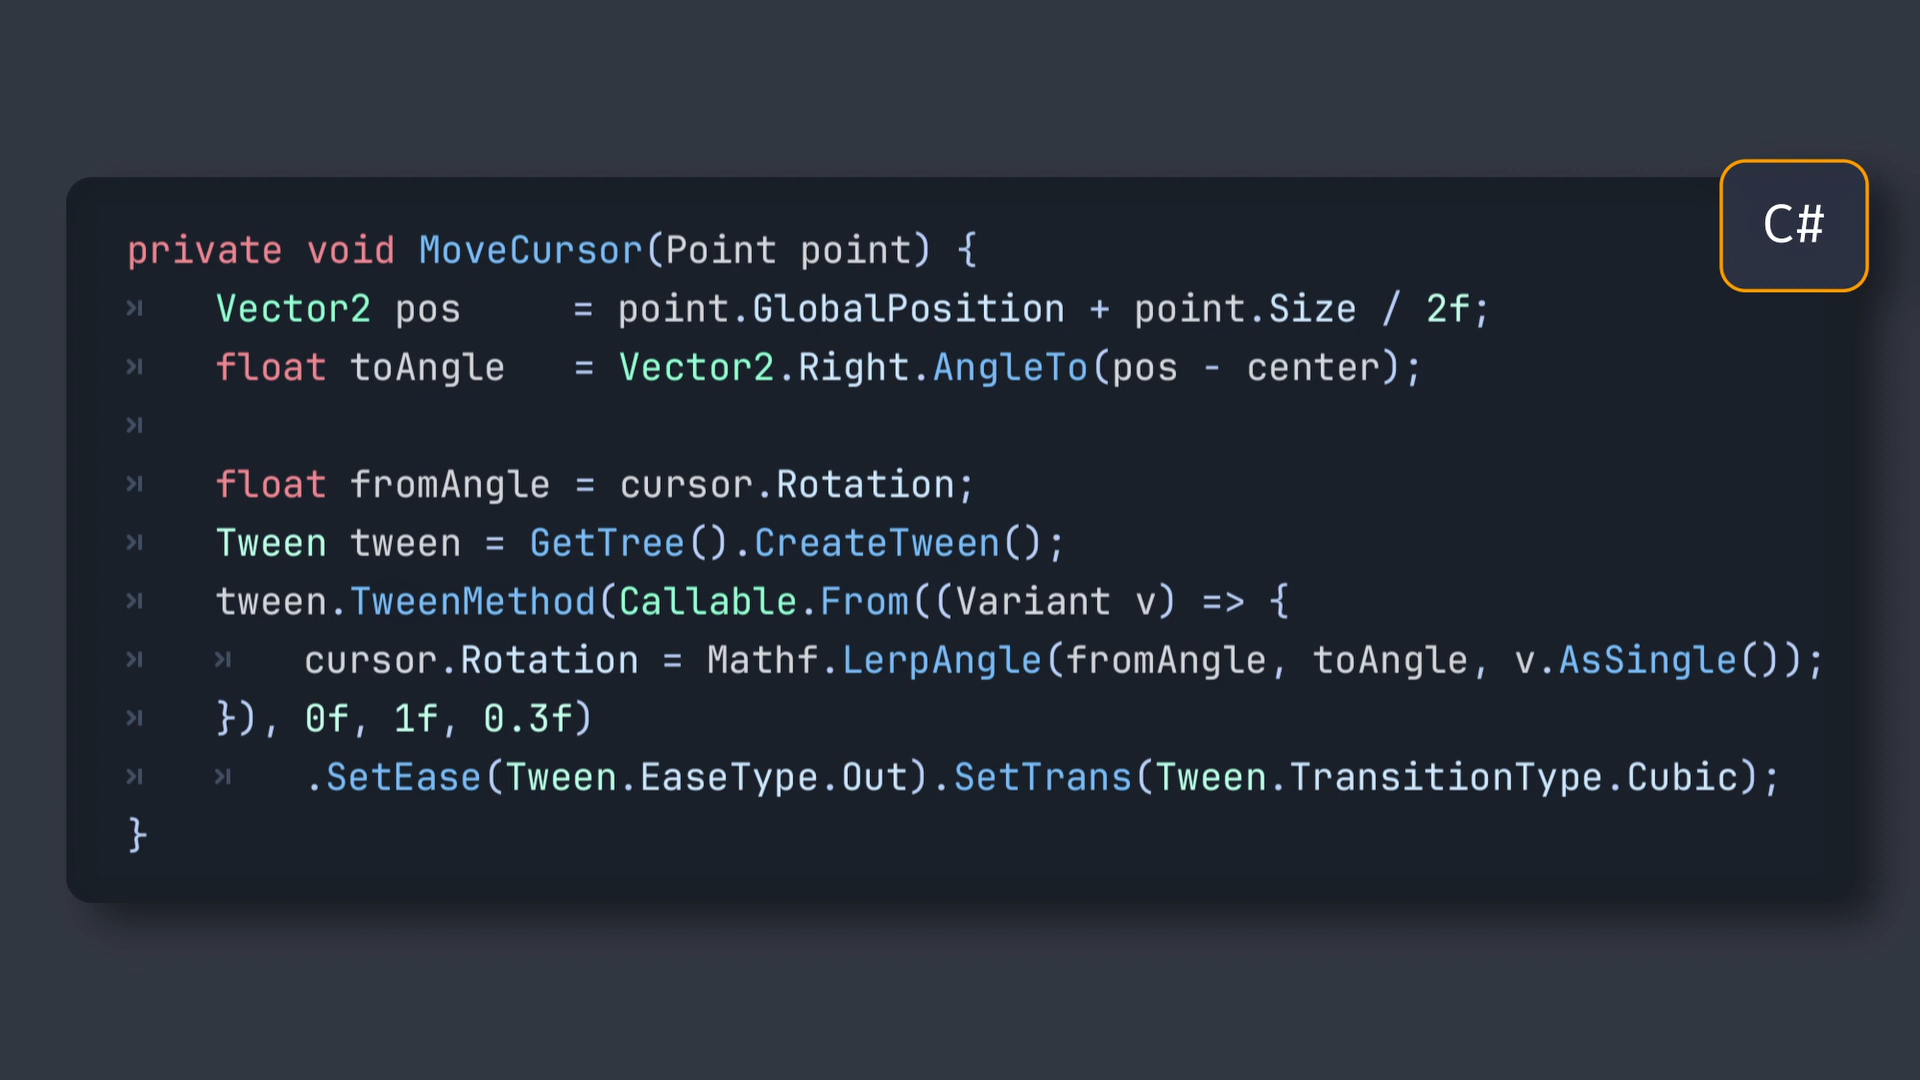 C#
private void MoveCursor(Point point) {
    Vector2 pos     = point.GlobalPosition + point.Size / 2f;
    float toAngle   = Vector2.Right.AngleTo(pos - center);

    float fromAngle = cursor.Rotation;
    Tween tween = GetTree().CreateTween();
    tween.TweenMethod(Callable.From((Variant v) => {
        cursor.Rotation = Mathf.LerpAngle(fromAngle, toAngle, v.AsSingle());
    }), 0f, 1f, 0.3f)
        .SetEase(Tween.EaseType.Out).SetTrans(Tween.TransitionType.Cubic);
}